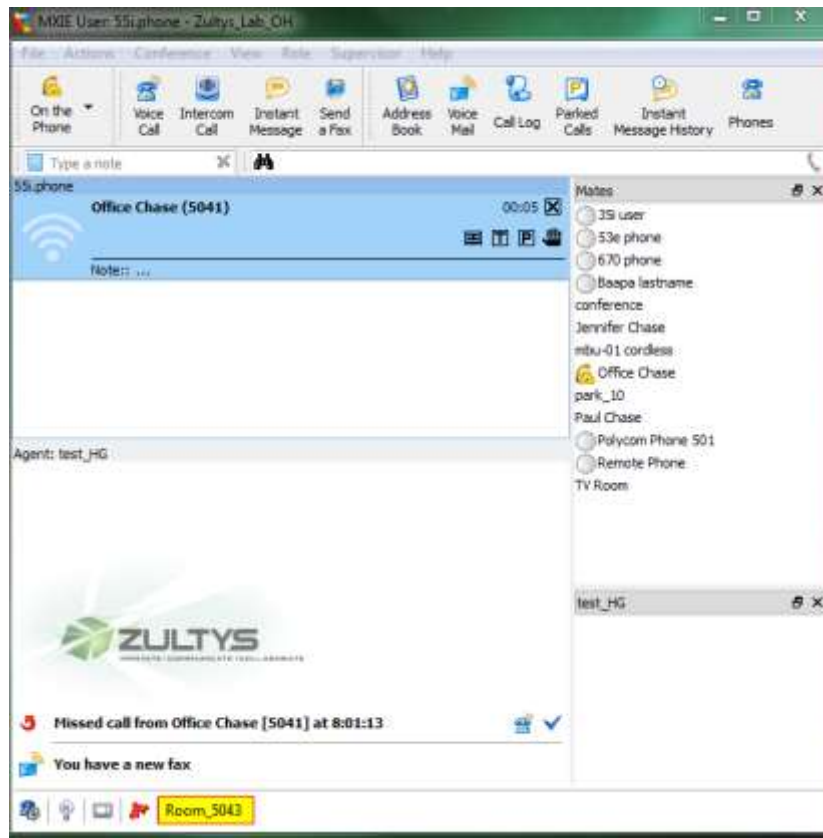 MXIE User: 55i.phone - Zultys_Lab_OH
File Actions Conference View Role Supervisor Help
On the Phone
Voice Call
Intercom Call
Instant Message
Send a Fax
Address Book
Voice Mail
Call Log
Parked Calls
Instant Message History
Phones
Type a note
55i.phone
Office Chase (5041) 00:05
Note:: ...
Mates
35i user
53e phone
670 phone
Baapa lastname
conference
Jennifer Chase
mbu-01 cordless
Office Chase
park_10
Paul Chase
Polycom Phone 501
Remote Phone
TV Room
Agent: test_HG
ZULTYS
test_HG
Missed call from Office Chase [5041] at 8:01:13
You have a new fax
Room_5043